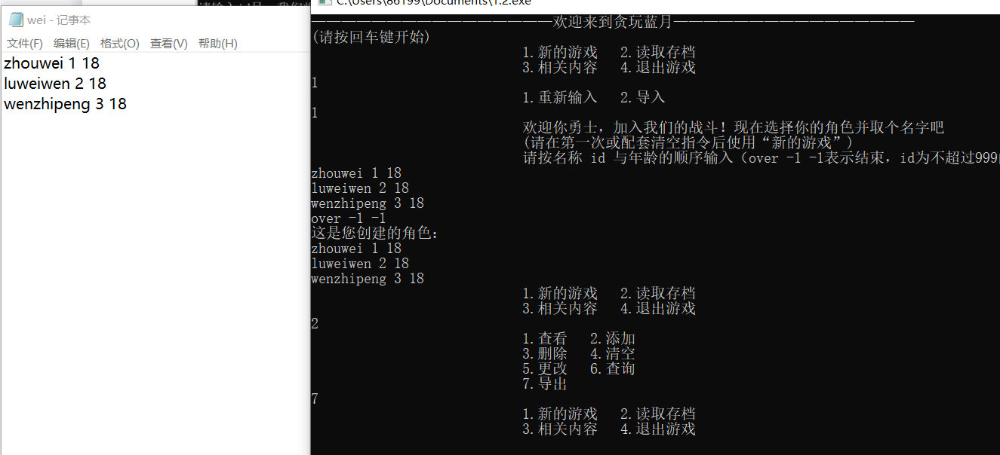 wei - 记事本
文件(F) 编辑(E) 格式(O) 查看(V) 帮助(H)
zhouwei 1 18
luweiwen 2 18
wenzhipeng 3 18
C:\Users\86199\Documents\1.2.exe
————————————————欢迎来到贪玩蓝月————————————————
(请按回车键开始)
1.新的游戏 2.读取存档
3.相关内容 4.退出游戏
1
1.重新输入 2.导入
1
欢迎你勇士，加入我们的战斗！现在选择你的角色并取个名字吧
(请在第一次或配套清空指令后使用“新的游戏”)
请按名称 id 与年龄的顺序输入（over -1 -1表示结束，id为不超过999
zhouwei 1 18
luweiwen 2 18
wenzhipeng 3 18
over -1 -1
这是您创建的角色：
zhouwei 1 18
luweiwen 2 18
wenzhipeng 3 18
1.新的游戏 2.读取存档
3.相关内容 4.退出游戏
2
1.查看 2.添加
3.删除 4.清空
5.更改 6.查询
7.导出
7
1.新的游戏 2.读取存档
3.相关内容 4.退出游戏